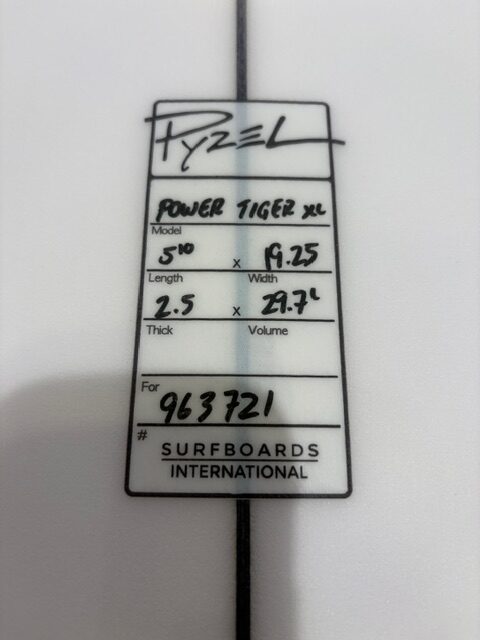 PYZEL
POWER TIGER XL
Model
5'10 x 19.25
Length Width
2.5 x 29.7L
Thick Volume
For
963721
#
SURFBOARDS
INTERNATIONAL